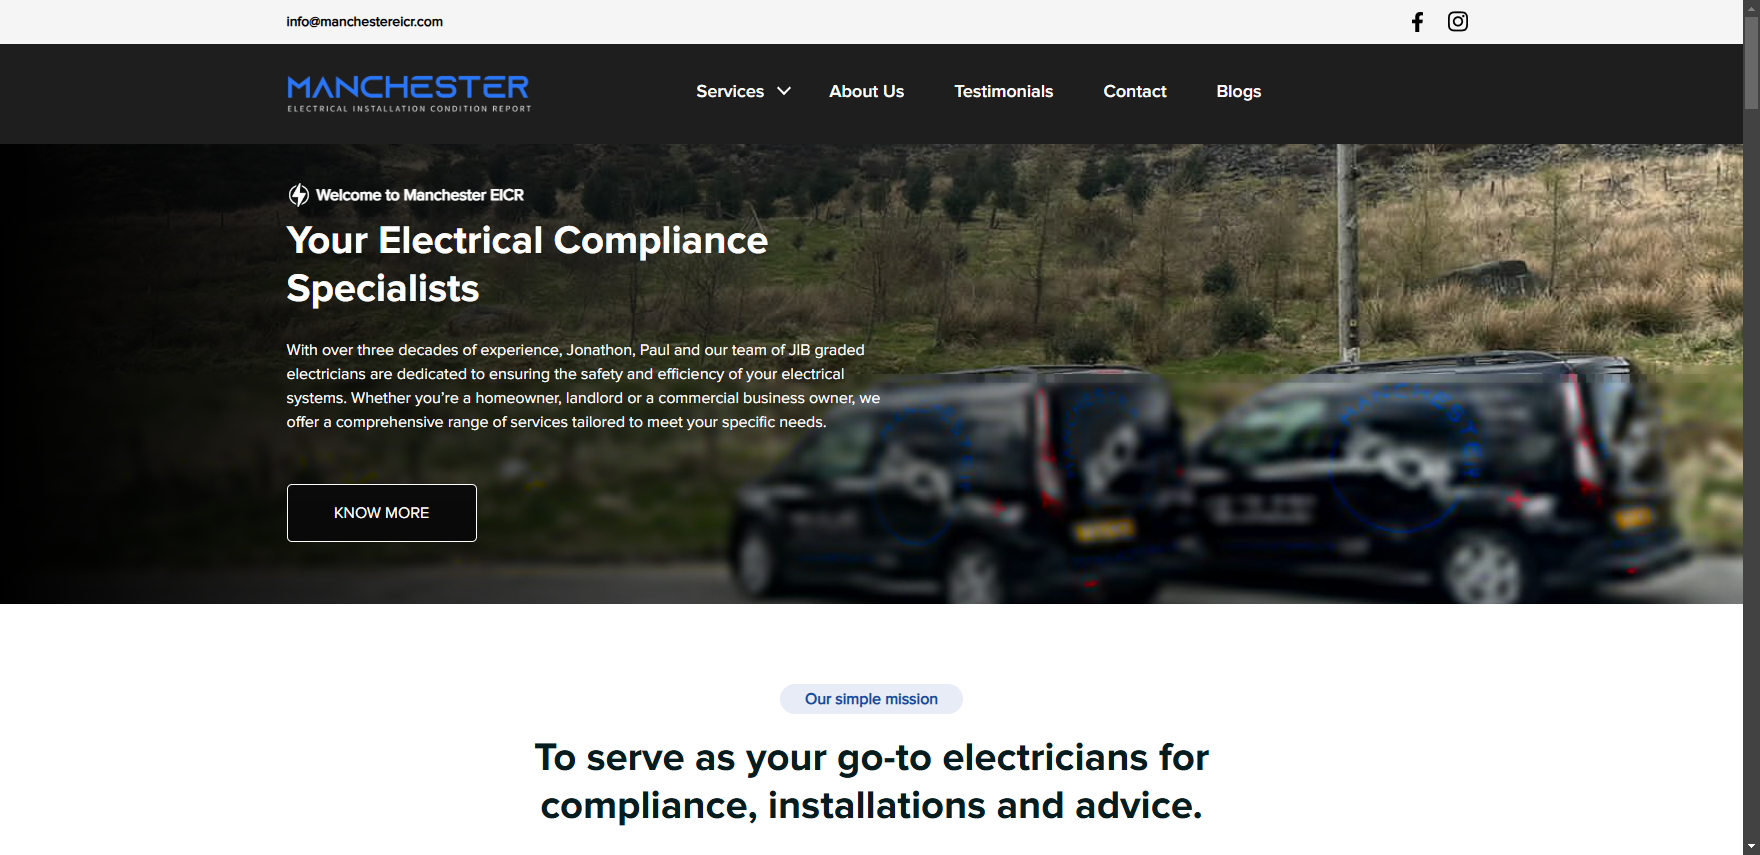 info@manchestereicr.com
MANCHESTER
ELECTRICAL INSTALLATION CONDITION REPORT
Services
About Us
Testimonials
Contact
Blogs
Welcome to Manchester EICR
Your Electrical Compliance
Specialists
With over three decades of experience, Jonathon, Paul and our team of JIB graded
electricians are dedicated to ensuring the safety and efficiency of your electrical
systems. Whether you’re a homeowner, landlord or a commercial business owner, we
offer a comprehensive range of services tailored to meet your specific needs.
KNOW MORE
Our simple mission
To serve as your go-to electricians for
compliance, installations and advice.